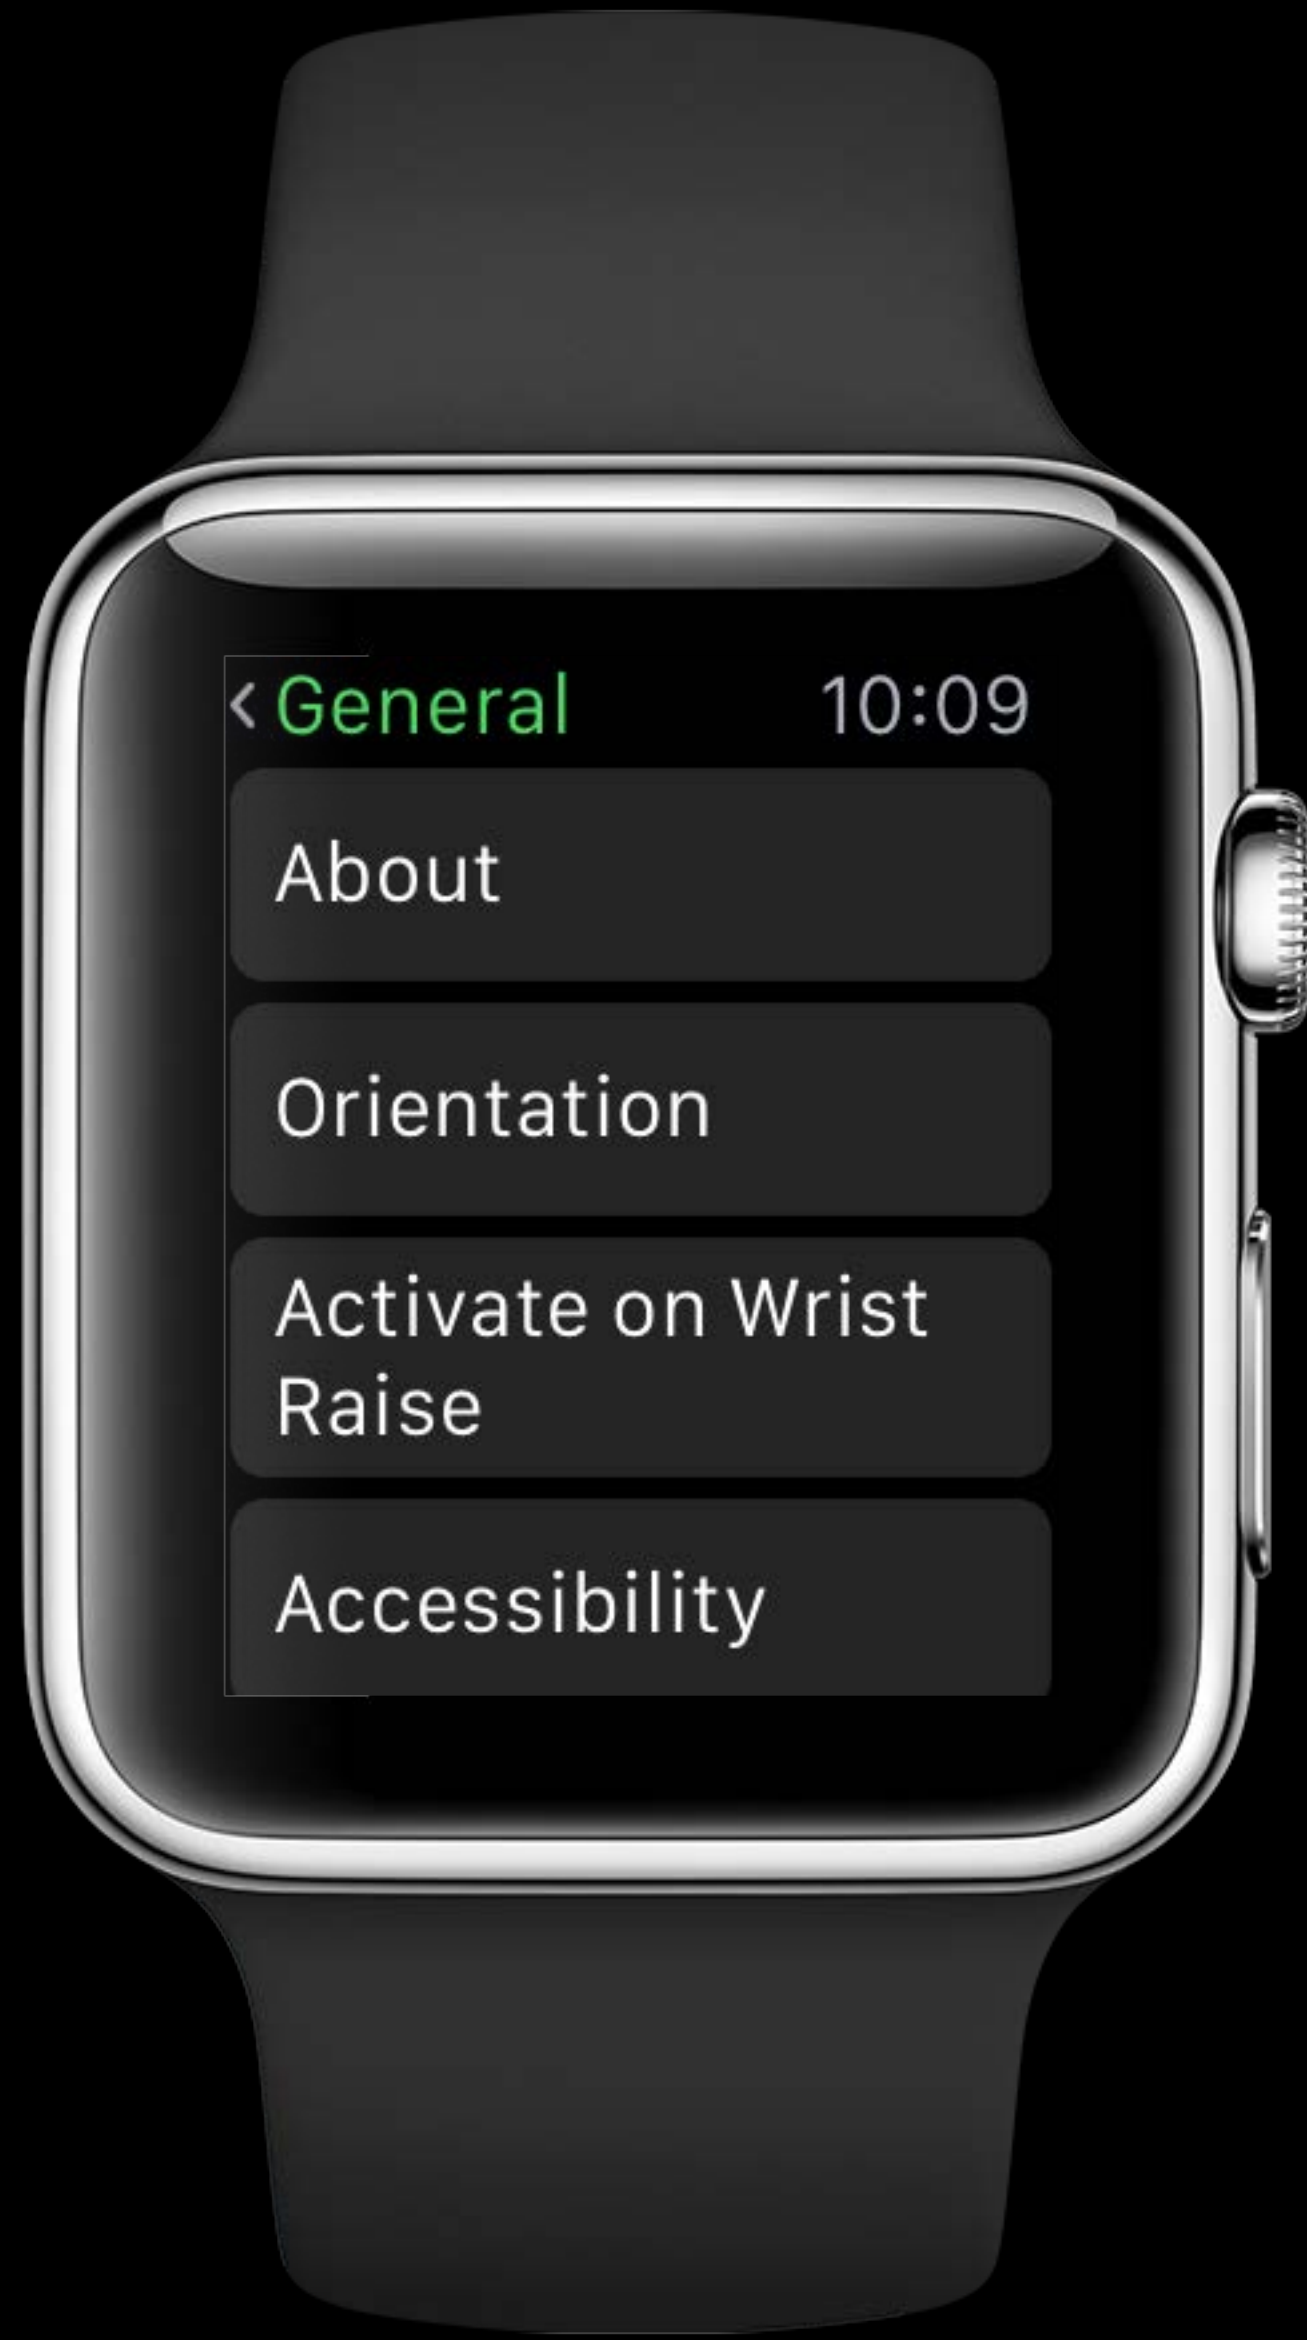 General 10:09
About
Orientation
Activate on Wrist
Raise
Accessibility